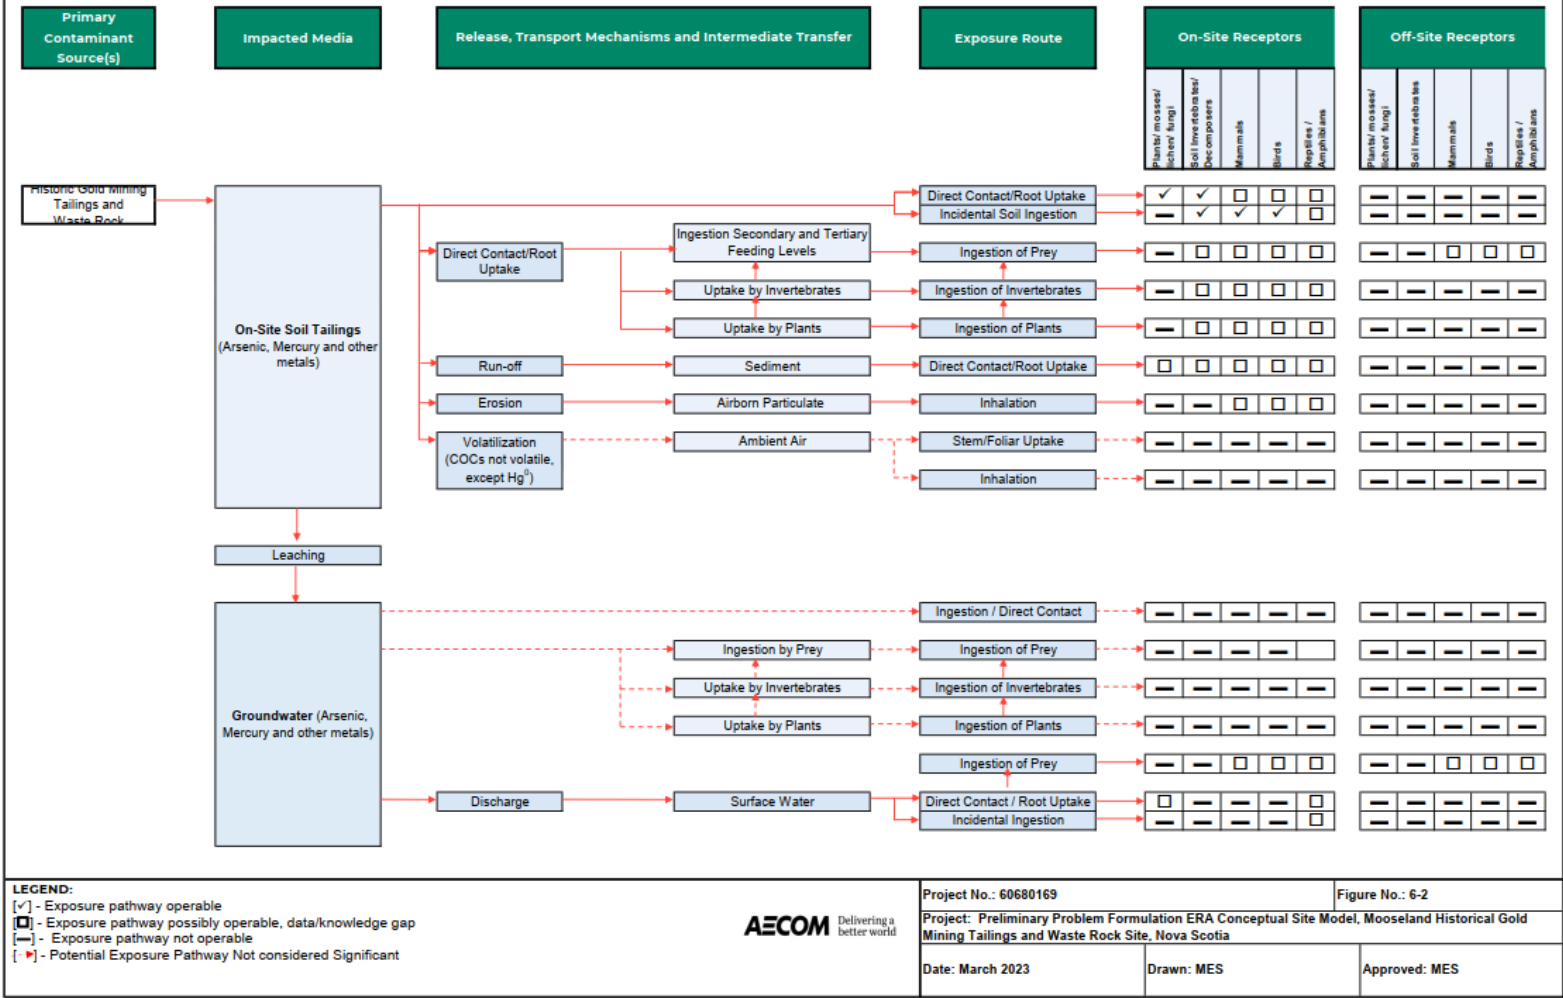 Primary
Contaminant
Source(s)
Impacted Media
Release, Transport Mechanisms and Intermediate Transfer
Exposure Route
On-Site Receptors
Off-Site Receptors
Plants/ mosses/
lichen/ fungi
Soil Invertebrates/
Decomposers
Mammals
Birds
Reptiles /
Amphibians
Plants/ mosses/
lichen/ fungi
Soil Invertebrates
Mammals
Birds
Reptiles /
Amphibians
Historic Gold Mining
Tailings and
Waste Rock
On-Site Soil Tailings
(Arsenic, Mercury and other
metals)
Direct Contact/Root Uptake
Incidental Soil Ingestion
Direct Contact/Root
Uptake
Ingestion Secondary and Tertiary
Feeding Levels
Ingestion of Prey
Uptake by Invertebrates
Ingestion of Invertebrates
Uptake by Plants
Ingestion of Plants
Run-off
Sediment
Direct Contact/Root Uptake
Erosion
Airborn Particulate
Inhalation
Volatilization
(COCs not volatile,
except Hg⁰)
Ambient Air
Stem/Foliar Uptake
Inhalation
Leaching
Groundwater (Arsenic,
Mercury and other metals)
Ingestion / Direct Contact
Ingestion by Prey
Ingestion of Prey
Uptake by Invertebrates
Ingestion of Invertebrates
Uptake by Plants
Ingestion of Plants
Ingestion of Prey
Discharge
Surface Water
Direct Contact / Root Uptake
Incidental Ingestion
LEGEND:
[✓] - Exposure pathway operable
[□] - Exposure pathway possibly operable, data/knowledge gap
[—] - Exposure pathway not operable
[-►] - Potential Exposure Pathway Not considered Significant
AECOM
Delivering a
better world
Project No.: 60680169
Figure No.: 6-2
Project: Preliminary Problem Formulation ERA Conceptual Site Model, Mooseland Historical Gold
Mining Tailings and Waste Rock Site, Nova Scotia
Date: March 2023
Drawn: MES
Approved: MES